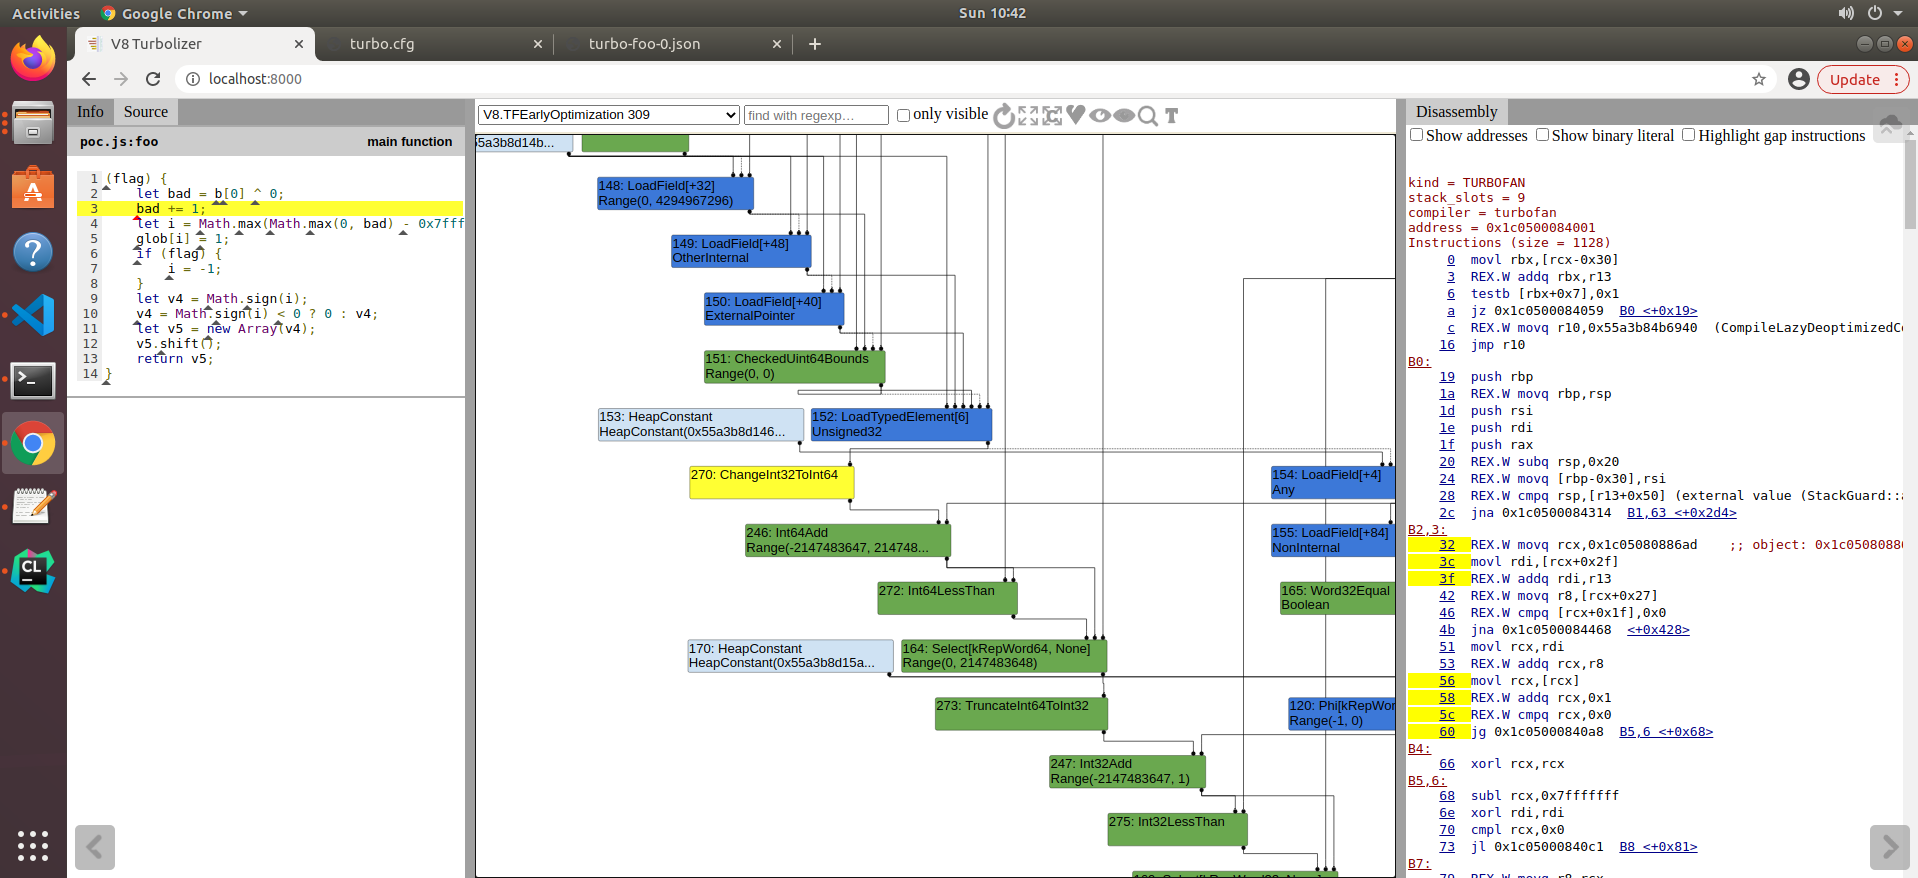 Activities
Google Chrome
Sun 10:42
V8 Turbolizer
turbo.cfg
turbo-foo-0.json
localhost:8000
Update
Info
Source
poc.js:foo
main function
1 (flag) {
2 let bad = b[0] ^ 0;
3 bad += 1;
4 let i = Math.max(Math.max(0, bad) - 0x7fff
5 glob[i] = 1;
6 if (flag) {
7 i = -1;
8 }
9 let v4 = Math.sign(i);
10 v4 = Math.sign(i) < 0 ? 0 : v4;
11 let v5 = new Array(v4);
12 v5.shift();
13 return v5;
14 }
V8.TFEarlyOptimization 309
find with regexp...
only visible
T
55a3b8d14b...
148: LoadField[+32]
Range(0, 4294967296)
149: LoadField[+48]
OtherInternal
150: LoadField[+40]
ExternalPointer
151: CheckedUint64Bounds
Range(0, 0)
153: HeapConstant
HeapConstant(0x55a3b8d146...
152: LoadTypedElement[6]
Unsigned32
270: ChangeInt32ToInt64
154: LoadField[+4]
Any
246: Int64Add
Range(-2147483647, 214748...
155: LoadField[+84]
NonInternal
272: Int64LessThan
165: Word32Equal
Boolean
170: HeapConstant
HeapConstant(0x55a3b8d15a...
164: Select[kRepWord64, None]
Range(0, 2147483648)
273: TruncateInt64ToInt32
120: Phi[kRepWor
Range(-1, 0)
247: Int32Add
Range(-2147483647, 1)
275: Int32LessThan
Disassembly
Show addresses
Show binary literal
Highlight gap instructions
kind = TURBOFAN
stack_slots = 9
compiler = turbofan
address = 0x1c0500084001
Instructions (size = 1128)
0 movl rbx,[rcx-0x30]
3 REX.W addq rbx,r13
6 testb [rbx+0x7],0x1
a jz 0x1c0500084059 B0 <+0x19>
c REX.W movq r10,0x55a3b84b6940 (CompileLazyDeoptimizedCo
16 jmp r10
B0:
19 push rbp
1a REX.W movq rbp,rsp
1d push rsi
1e push rdi
1f push rax
20 REX.W subq rsp,0x20
24 REX.W movq [rbp-0x30],rsi
28 REX.W cmpq rsp,[r13+0x50] (external value (StackGuard::a
2c jna 0x1c0500084314 B1,63 <+0x2d4>
B2,3:
32 REX.W movq rcx,0x1c05080886ad ;; object: 0x1c05080886
3c movl rdi,[rcx+0x2f]
3f REX.W addq rdi,r13
42 REX.W movq r8,[rcx+0x27]
46 REX.W cmpq [rcx+0x1f],0x0
4b jna 0x1c0500084468 <+0x428>
51 movl rcx,rdi
53 REX.W addq rcx,r8
56 movl rcx,[rcx]
58 REX.W addq rcx,0x1
5c REX.W cmpq rcx,0x0
60 jg 0x1c05000840a8 B5,6 <+0x68>
B4:
66 xorl rcx,rcx
B5,6:
68 subl rcx,0x7fffffff
6e xorl rdi,rdi
70 cmpl rcx,0x0
73 jl 0x1c05000840c1 B8 <+0x81>
B7: